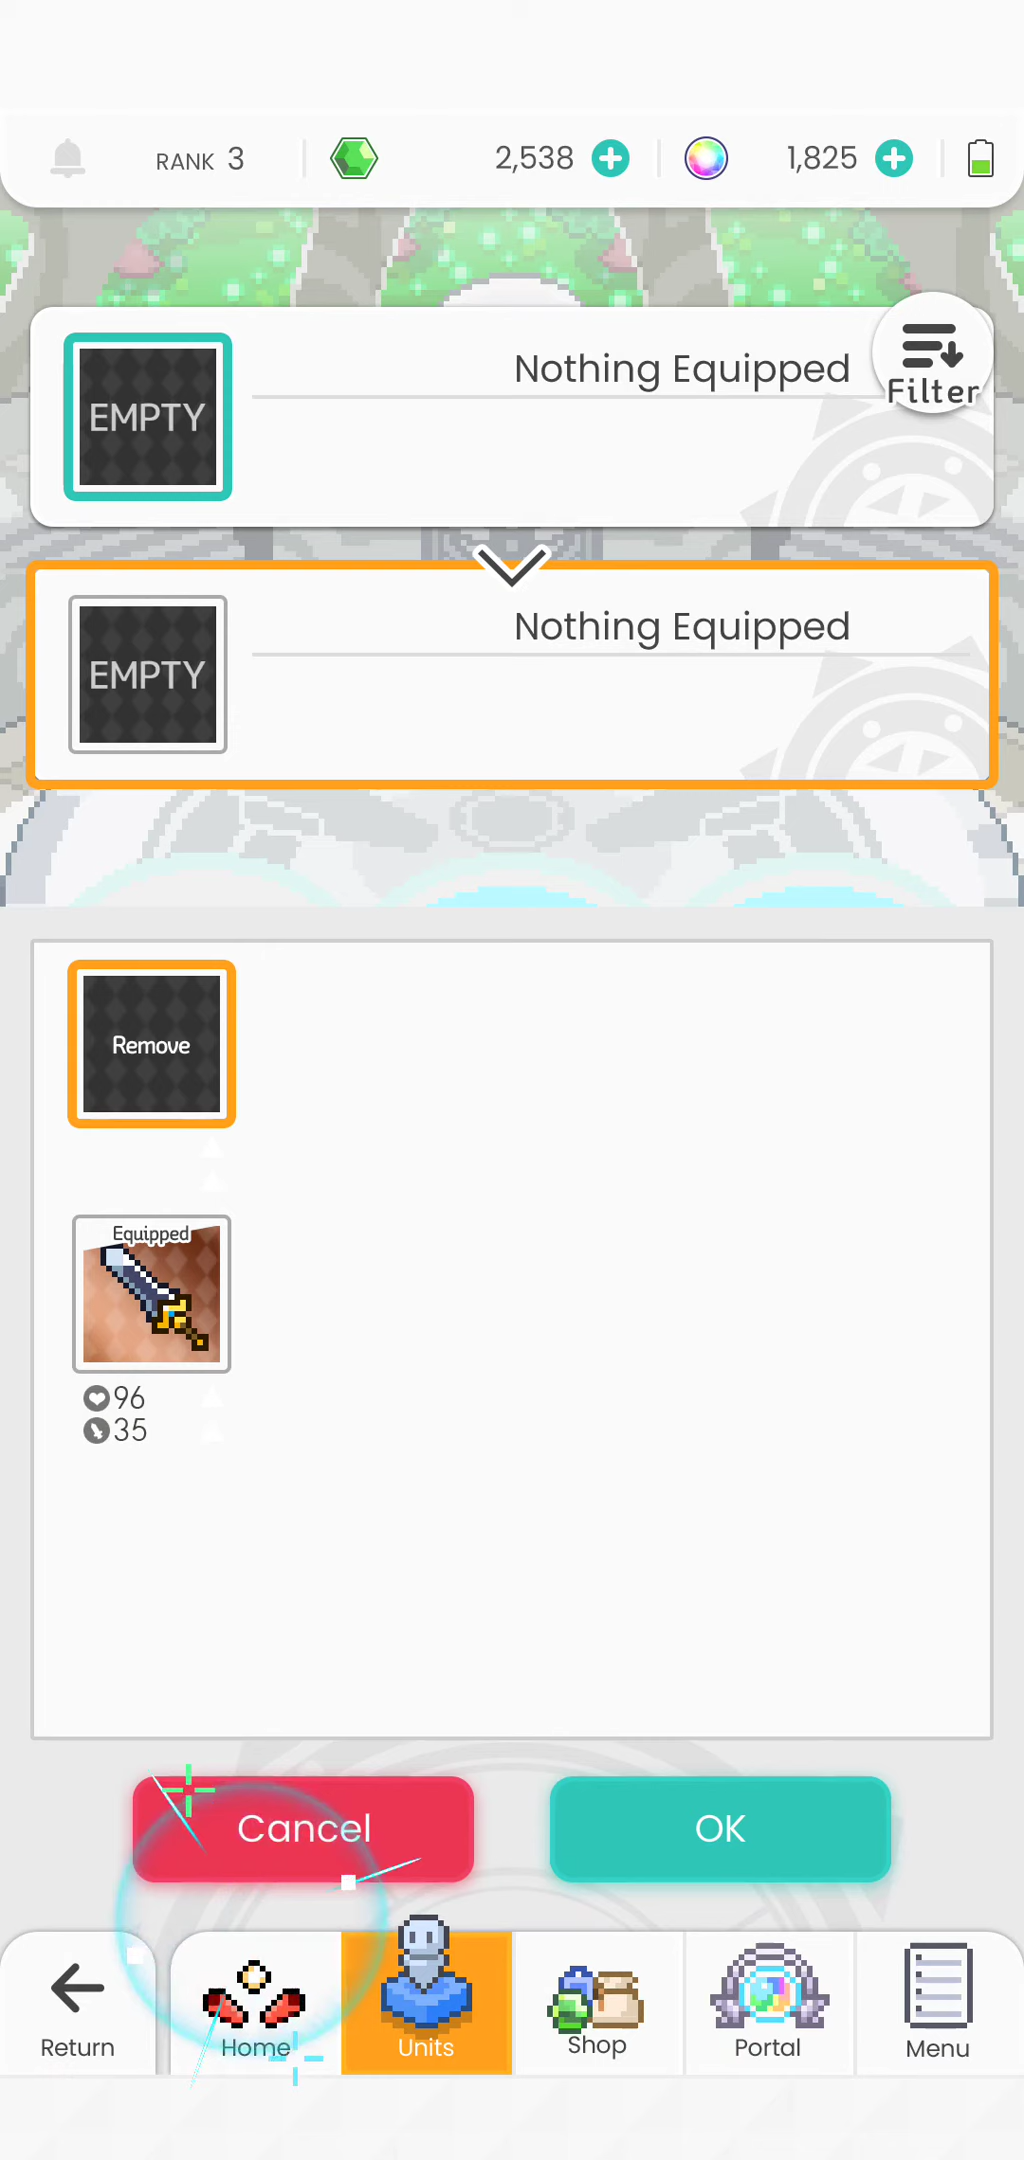 RANK 3 2,538 1,825
Nothing Equipped
Filter
EMPTY
Nothing Equipped
EMPTY
Remove
Equipped
96
35
Cancel OK
Return Home Units Shop Portal Menu